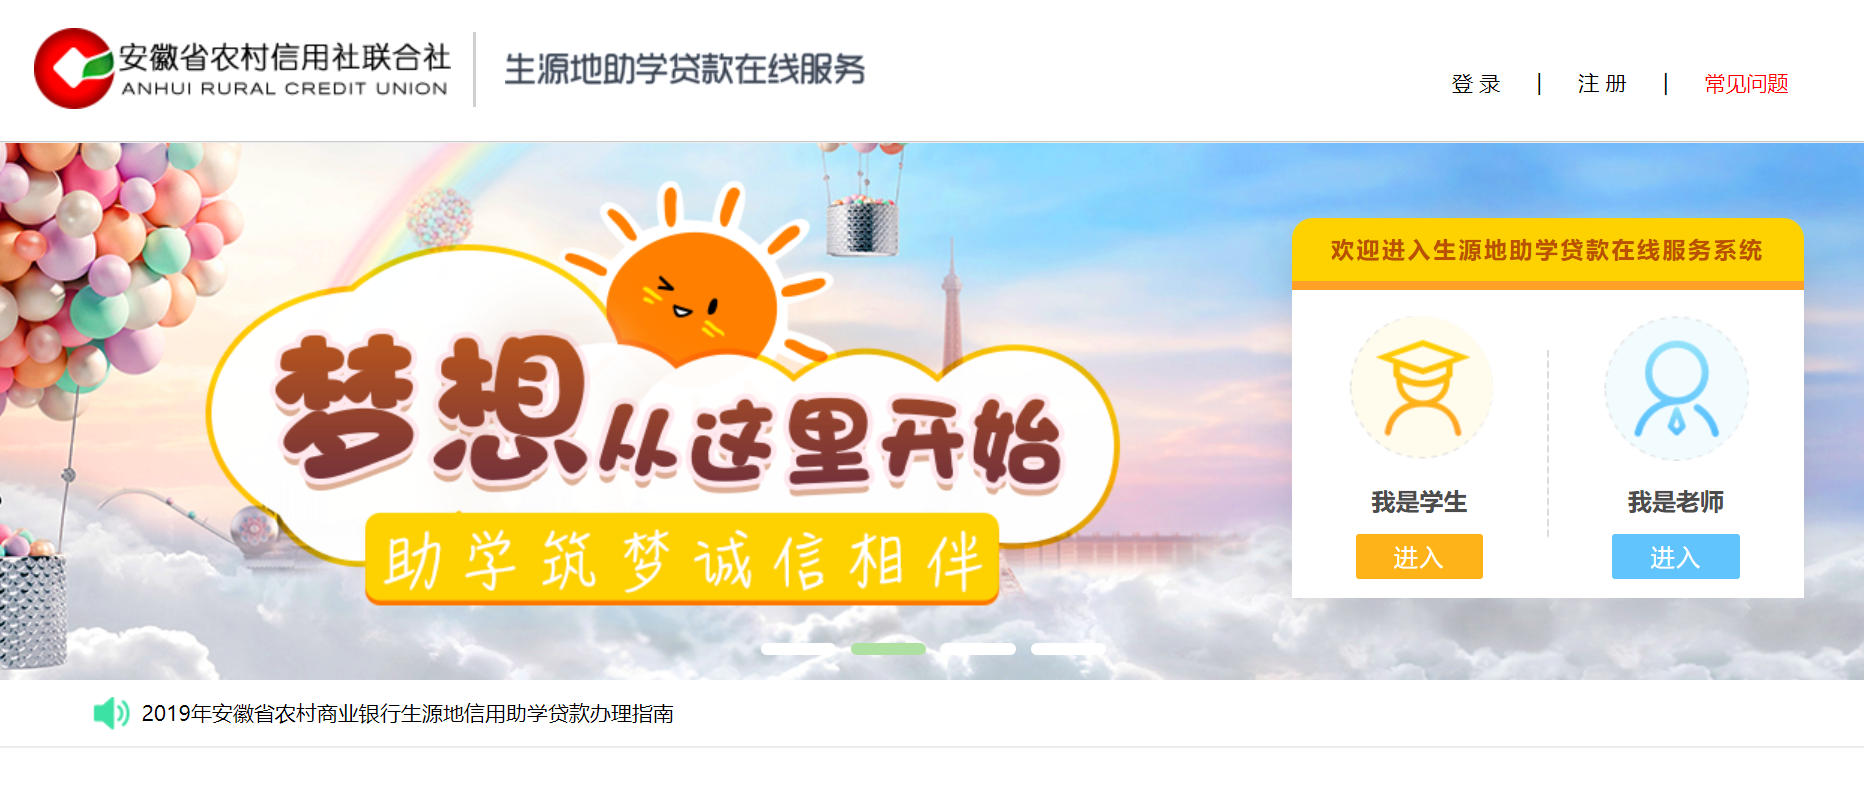 安徽省农村信用社联合社
ANHUI RURAL CREDIT UNION
生源地助学贷款在线服务
登 录 | 注 册 | 常见问题
欢迎进入生源地助学贷款在线服务系统
梦想从这里开始
助学筑梦诚信相伴
我是学生 我是老师
进入 进入
2019年安徽省农村商业银行生源地信用助学贷款办理指南